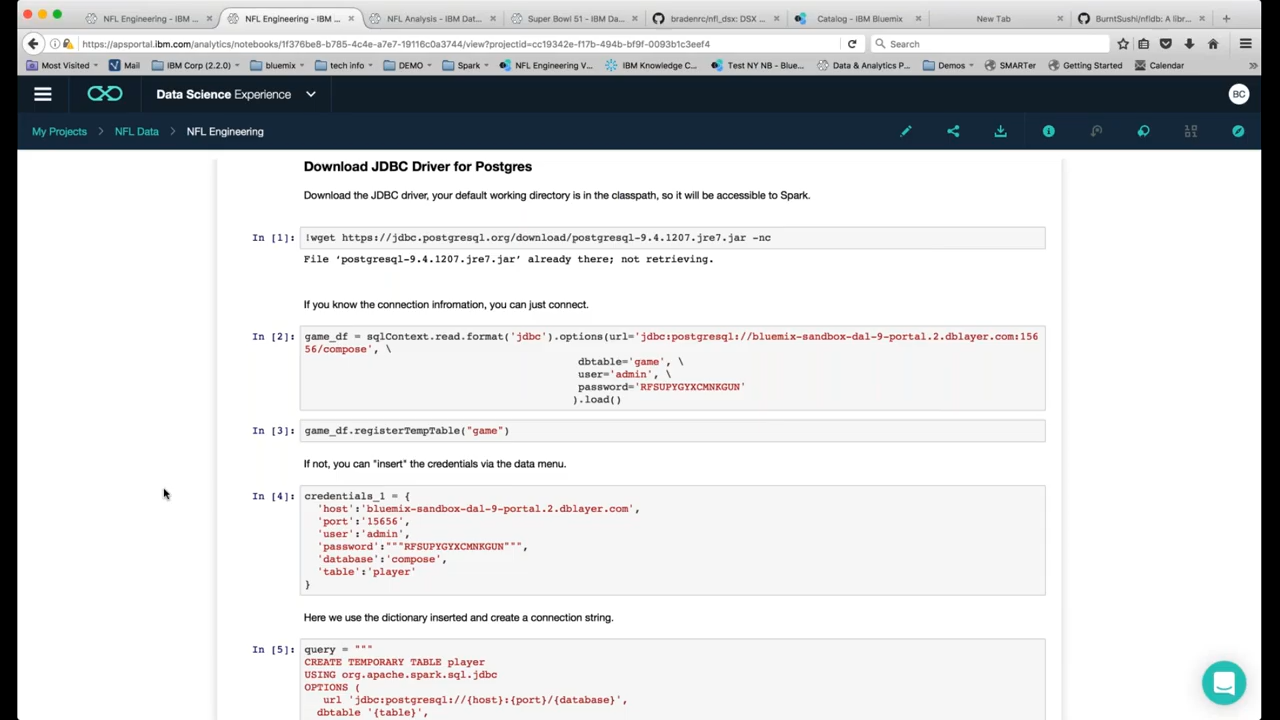 NFL Engineering - IBM ... × NFL Engineering - IBM ... × NFL Analysis - IBM Dat... × Super Bowl 51 - IBM Da... × bradenrc/nfl_dsx: DSX ... × Catalog - IBM Bluemix × New Tab × BurntSushi/nfldb: A libr... × +
https://apsportal.ibm.com/analytics/notebooks/1f376be8-b785-4c4e-a7e7-19116c0a3744/view?projectid=cc19342e-f17b-494b-bf9f-0093b1c3eef4 Search
Most Visited Mail IBM Corp (2.2.0) bluemix tech info DEMO Spark NFL Engineering V... IBM Knowledge C... Test NY NB - Blue... Data & Analytics P... Demos SMARTer Getting Started Calendar »
Data Science Experience BC
My Projects > NFL Data > NFL Engineering
Download JDBC Driver for Postgres
Download the JDBC driver, your default working directory is in the classpath, so it will be accessible to Spark.
In [1]: !wget https://jdbc.postgresql.org/download/postgresql-9.4.1207.jre7.jar -nc
File ‘postgresql-9.4.1207.jre7.jar’ already there; not retrieving.
If you know the connection infromation, you can just connect.
In [2]: game_df = sqlContext.read.format('jdbc').options(url='jdbc:postgresql://bluemix-sandbox-dal-9-portal.2.dblayer.com:156
56/compose', \
dbtable='game', \
user='admin', \
password='RFSUPYGYXCMNKGUN'
).load()
In [3]: game_df.registerTempTable("game")
If not, you can "insert" the credentials via the data menu.
In [4]: credentials_1 = {
'host':'bluemix-sandbox-dal-9-portal.2.dblayer.com',
'port':'15656',
'user':'admin',
'password':"""RFSUPYGYXCMNKGUN""",
'database':'compose',
'table':'player'
}
Here we use the dictionary inserted and create a connection string.
In [5]: query = """
CREATE TEMPORARY TABLE player
USING org.apache.spark.sql.jdbc
OPTIONS (
url 'jdbc:postgresql://{host}:{port}/{database}',
dbtable '{table}',